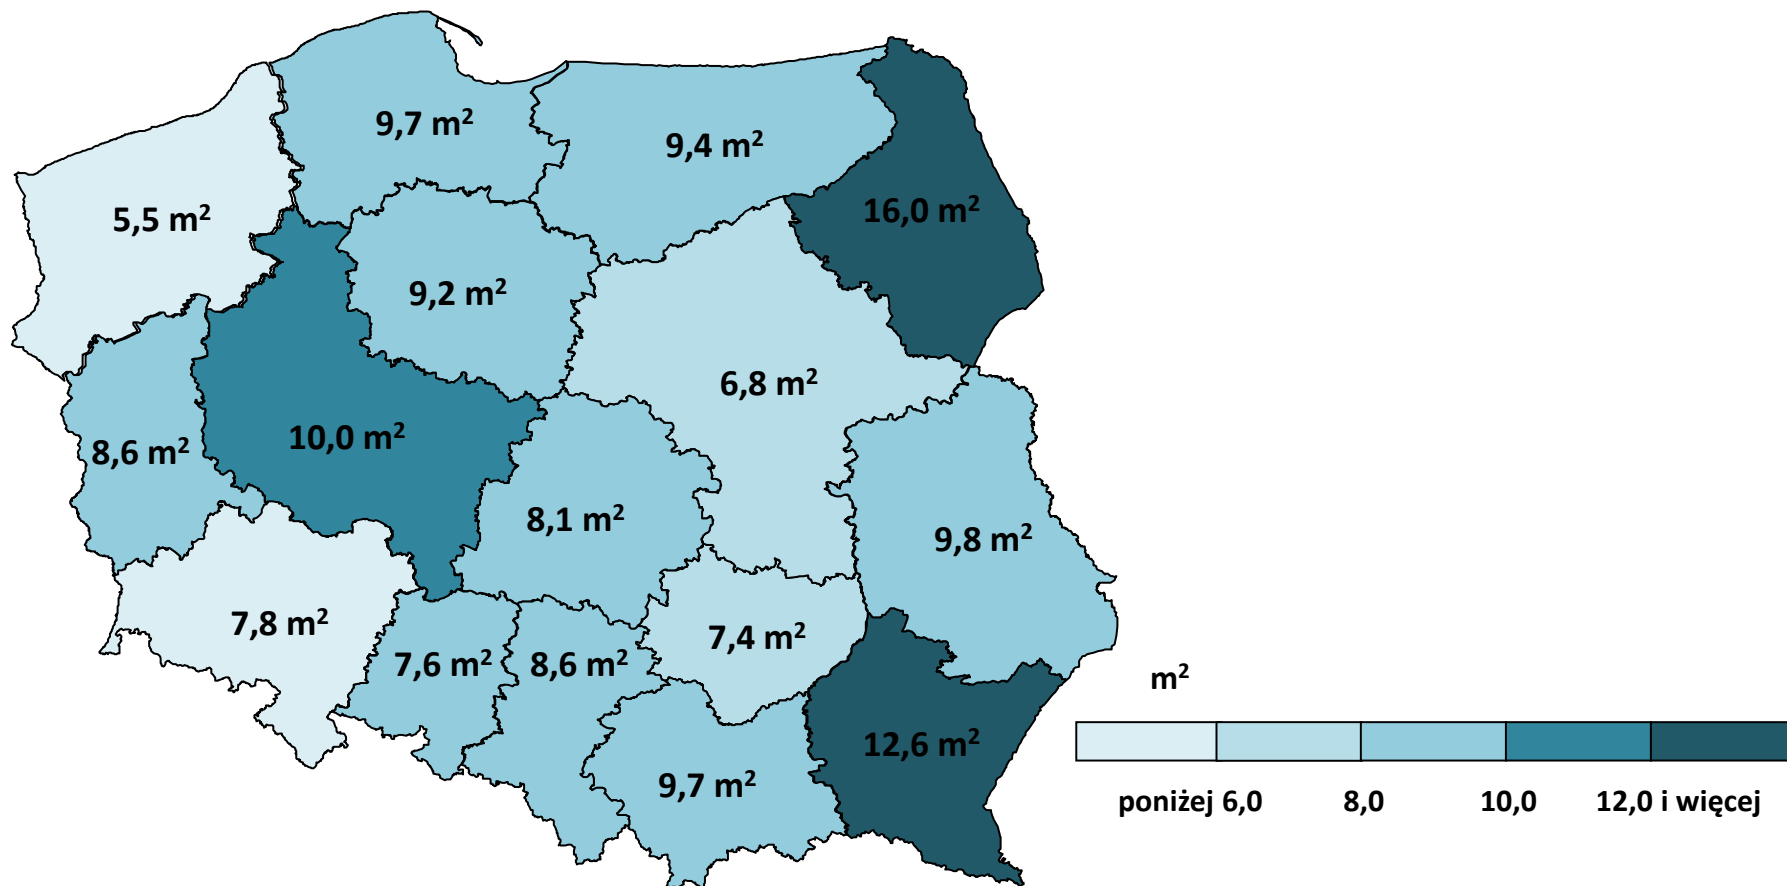 9,7 m²
9,4 m²
16,0 m²
5,5 m²
9,2 m²
6,8 m²
10,0 m²
8,6 m²
8,1 m²
9,8 m²
7,8 m²
7,4 m²
7,6 m²
8,6 m²
12,6 m²
9,7 m²
m²
poniżej 6,0 8,0 10,0 12,0 i więcej